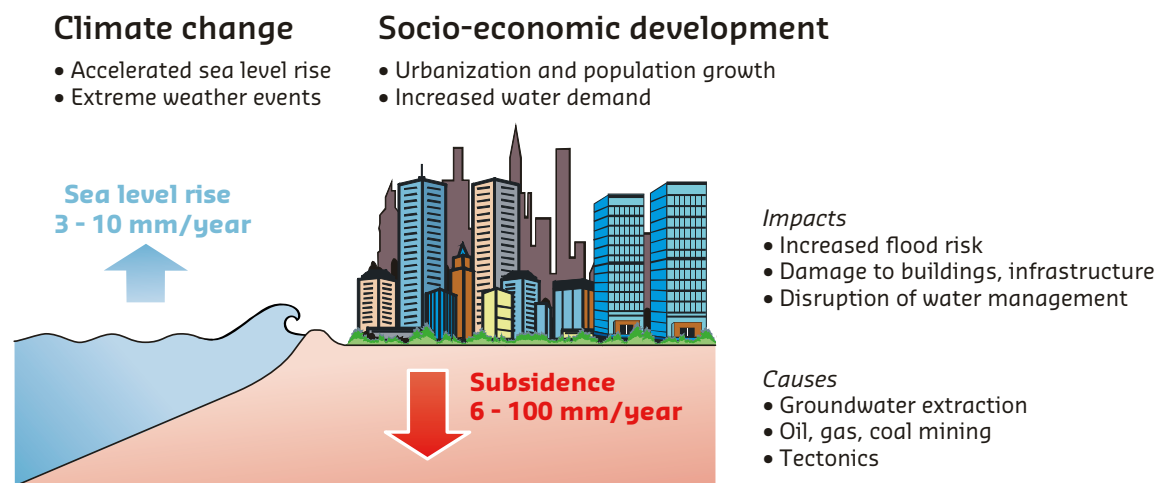 Climate change
• Accelerated sea level rise
• Extreme weather events
Socio-economic development
• Urbanization and population growth
• Increased water demand
Sea level rise
3 - 10 mm/year
Impacts
• Increased flood risk
• Damage to buildings, infrastructure
• Disruption of water management
Subsidence
6 - 100 mm/year
Causes
• Groundwater extraction
• Oil, gas, coal mining
• Tectonics